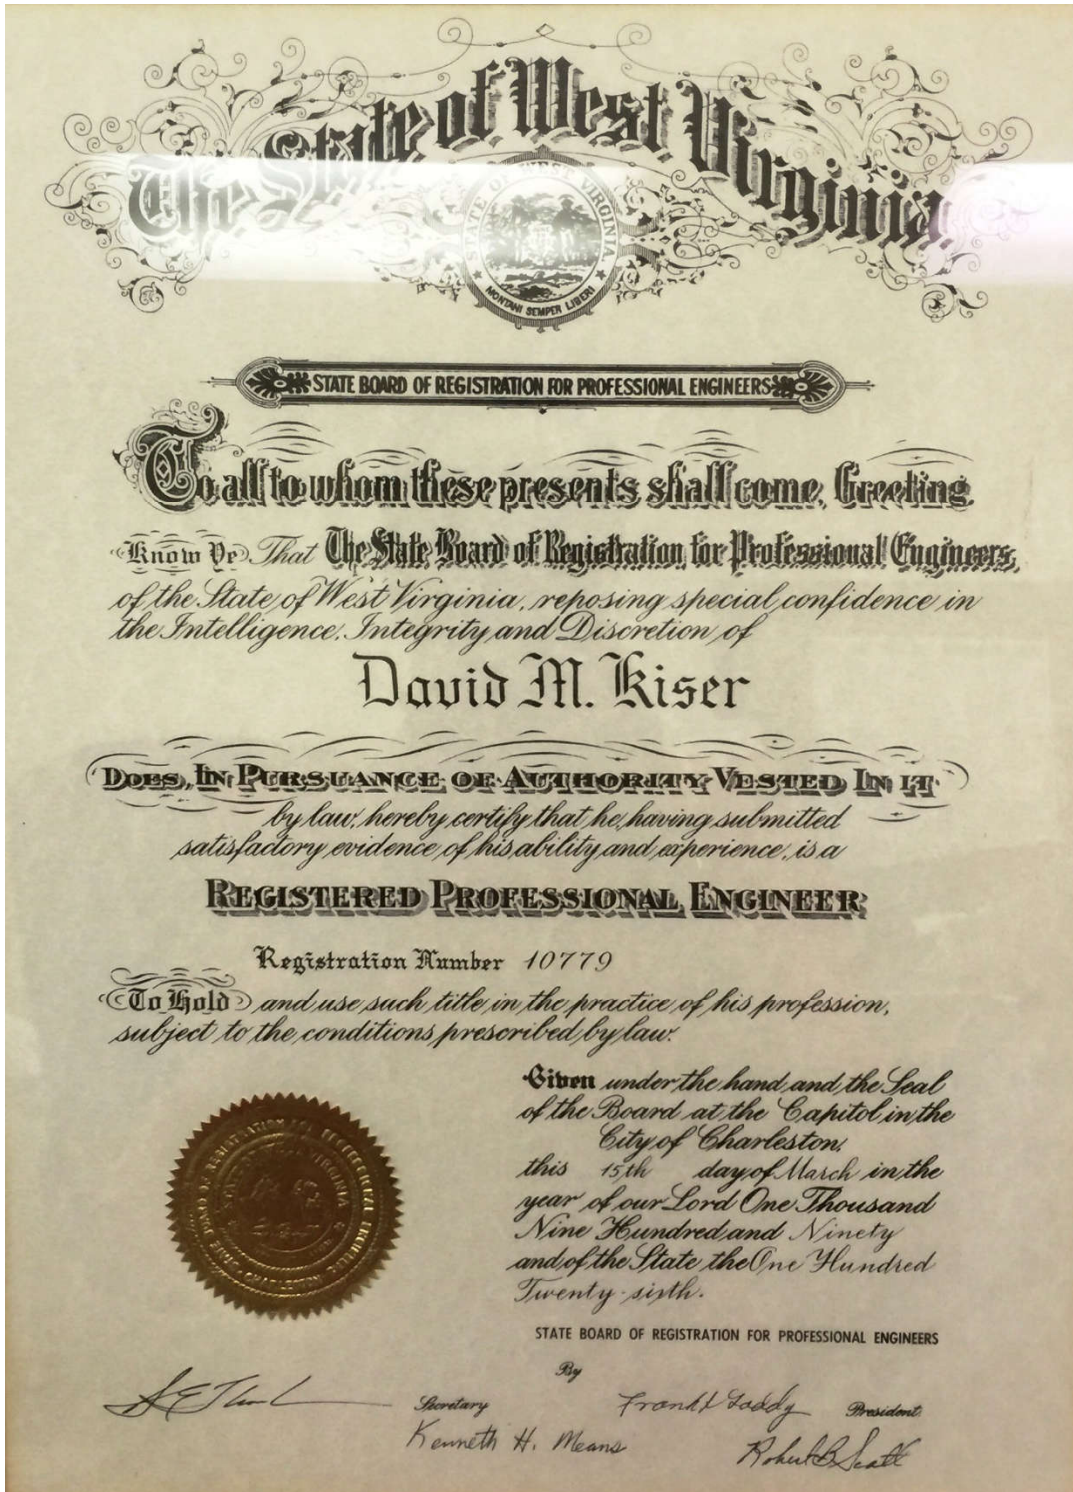 The State of West Virginia
STATE OF WEST VIRGINIA
MONTANI SEMPER LIBERI
STATE BOARD OF REGISTRATION FOR PROFESSIONAL ENGINEERS
To all to whom these presents shall come, Greeting
Know Ye That The State Board of Registration for Professional Engineers,
of the State of West Virginia, reposing special confidence in
the Intelligence, Integrity and Discretion of
David M. Kiser
DOES, IN PURSUANCE OF AUTHORITY VESTED IN IT
by law, hereby certify that he, having submitted
satisfactory evidence of his ability and experience, is a
REGISTERED PROFESSIONAL ENGINEER
Registration Number 10779
To Hold and use such title in the practice of his profession,
subject to the conditions prescribed by law.
Given under the hand and the Seal
of the Board at the Capitol in the
City of Charleston,
this 15th day of March in the
year of our Lord One Thousand
Nine Hundred and Ninety
and of the State the One Hundred
Twenty-sixth.
STATE BOARD OF REGISTRATION FOR PROFESSIONAL ENGINEERS
By
Secretary
President
Kenneth H. Means
Robert B Scott